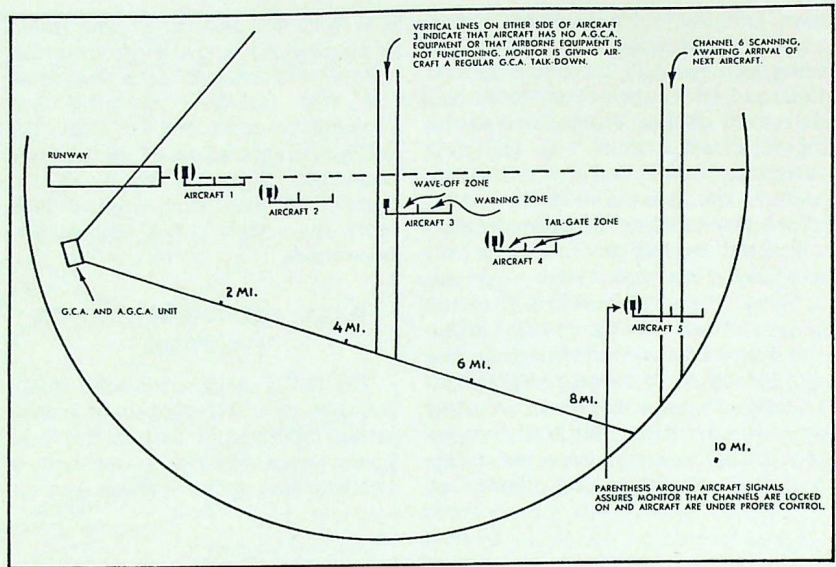 VERTICAL LINES ON EITHER SIDE OF AIRCRAFT
3 INDICATE THAT AIRCRAFT HAS NO A.G.C.A.
EQUIPMENT OR THAT AIRBORNE EQUIPMENT IS
NOT FUNCTIONING. MONITOR IS GIVING AIR-
CRAFT A REGULAR G.C.A. TALK-DOWN.
CHANNEL 6 SCANNING,
AWAITING ARRIVAL OF
NEXT AIRCRAFT.
RUNWAY
AIRCRAFT 1
AIRCRAFT 2
WAVE-OFF ZONE
WARNING ZONE
AIRCRAFT 3
TAIL-GATE ZONE
AIRCRAFT 4
G.C.A. AND A.G.C.A. UNIT
2 MI.
4 MI.
AIRCRAFT 5
6 MI.
8 MI.
10 MI.
PARENTHESIS AROUND AIRCRAFT SIGNALS
ASSURES MONITOR THAT CHANNELS ARE LOCKED
ON AND AIRCRAFT ARE UNDER PROPER CONTROL.